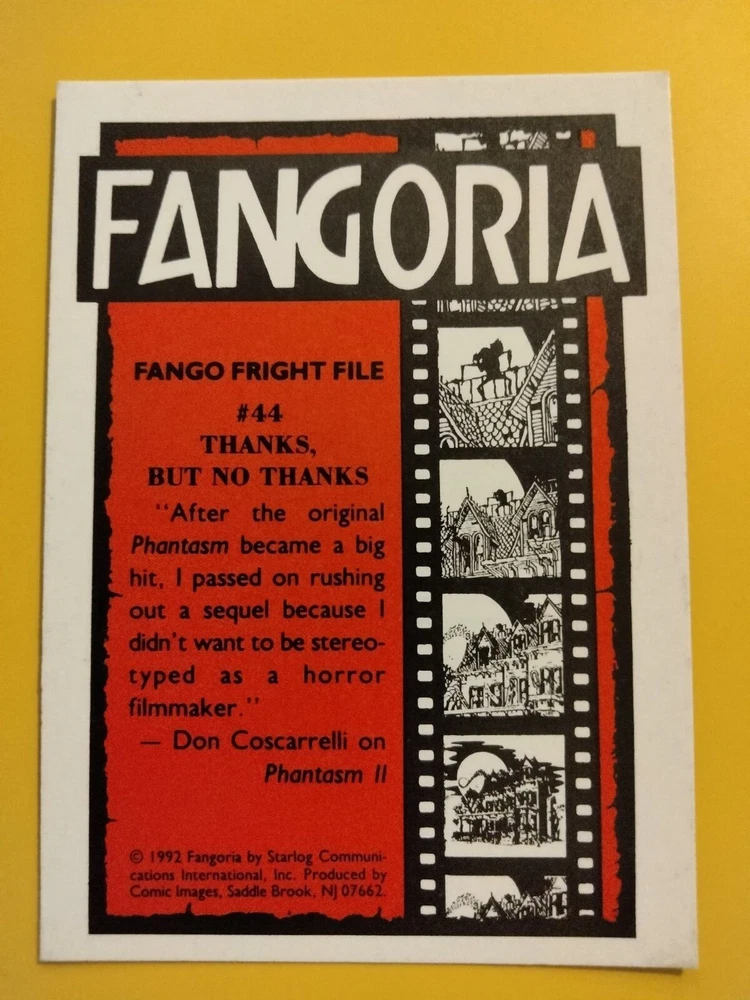 FANGORIA
FANGO FRIGHT FILE
#44
THANKS,
BUT NO THANKS
"After the original
Phantasm became a big
hit, I passed on rushing
out a sequel because I
didn't want to be stereo-
typed as a horror
filmmaker."
— Don Coscarrelli on
Phantasm II
© 1992 Fangoria by Starlog Communi-
cations International, Inc. Produced by
Comic Images, Saddle Brook, NJ 07662.